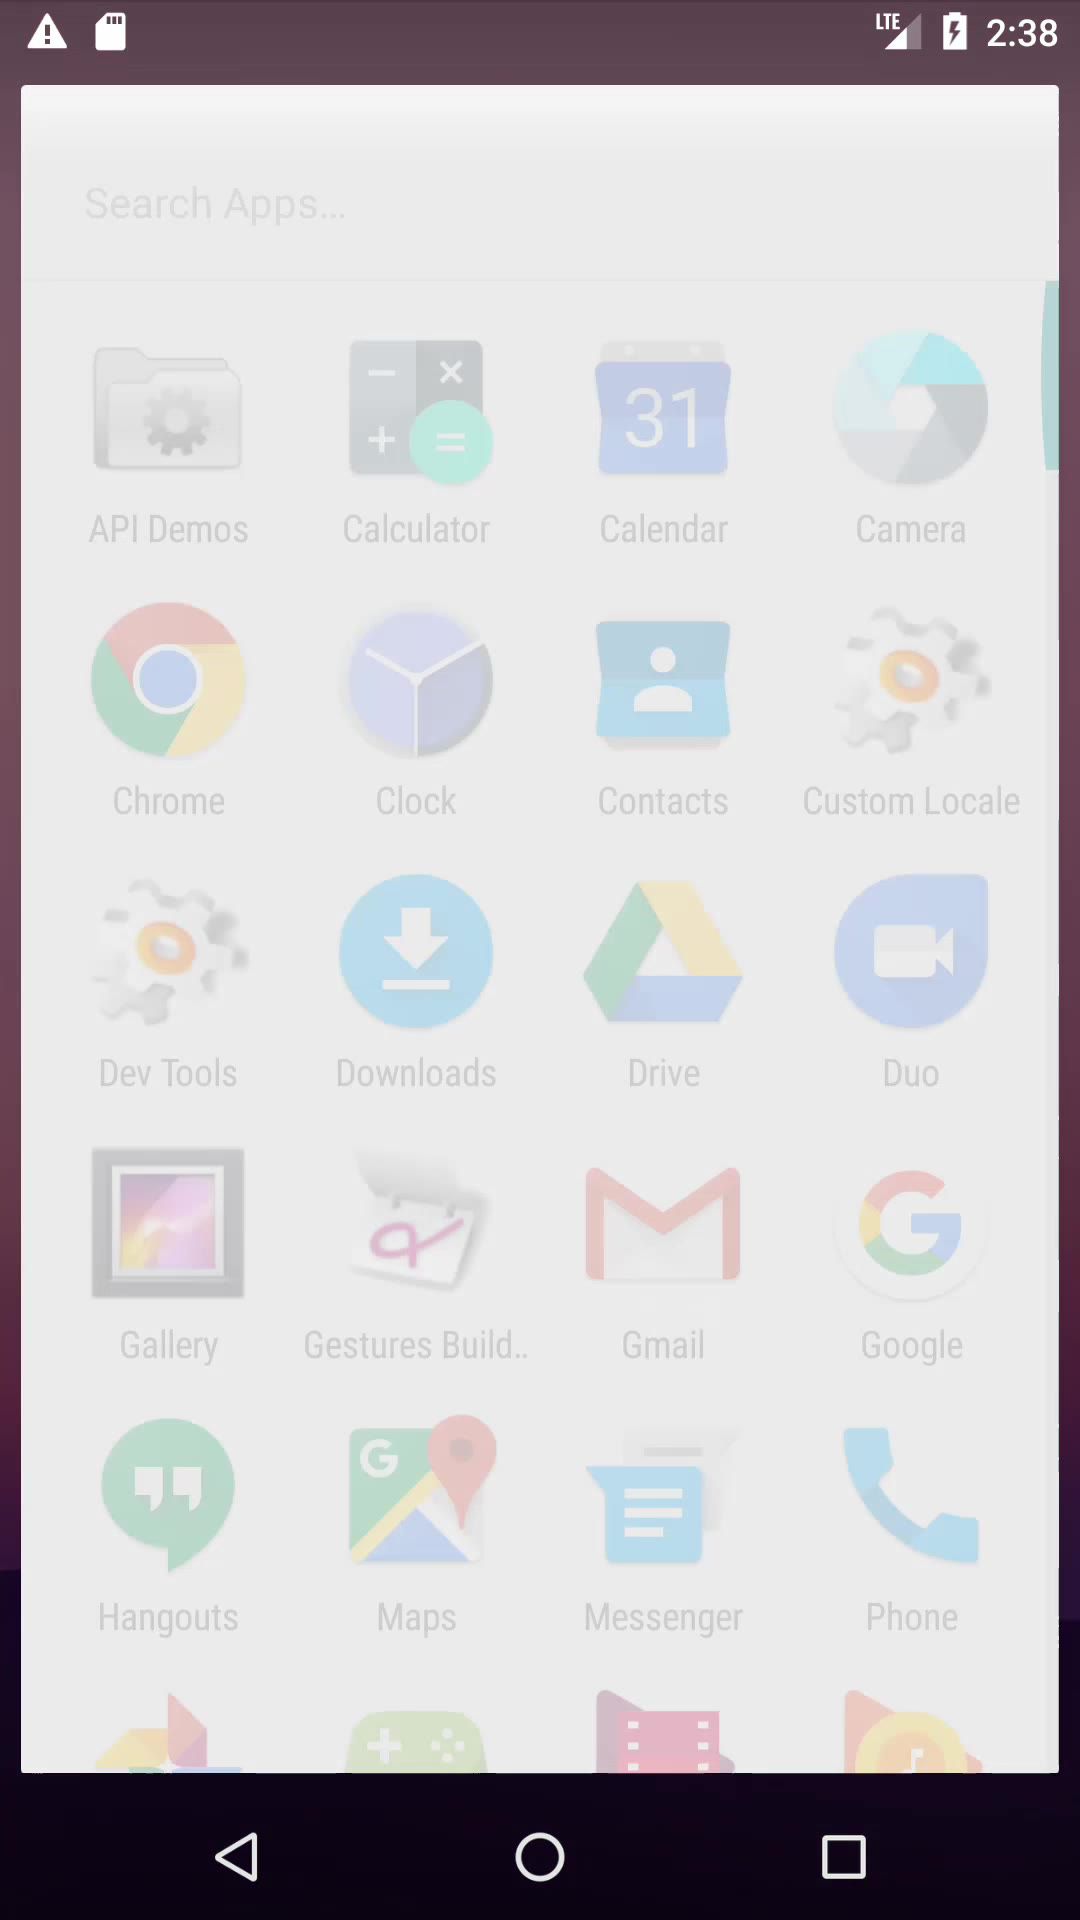 LTE 2:38
Search Apps...
31
API Demos Calculator Calendar Camera
Chrome Clock Contacts Custom Locale
Dev Tools Downloads Drive Duo
G
Gallery Gestures Build.. Gmail Google
G
Hangouts Maps Messenger Phone